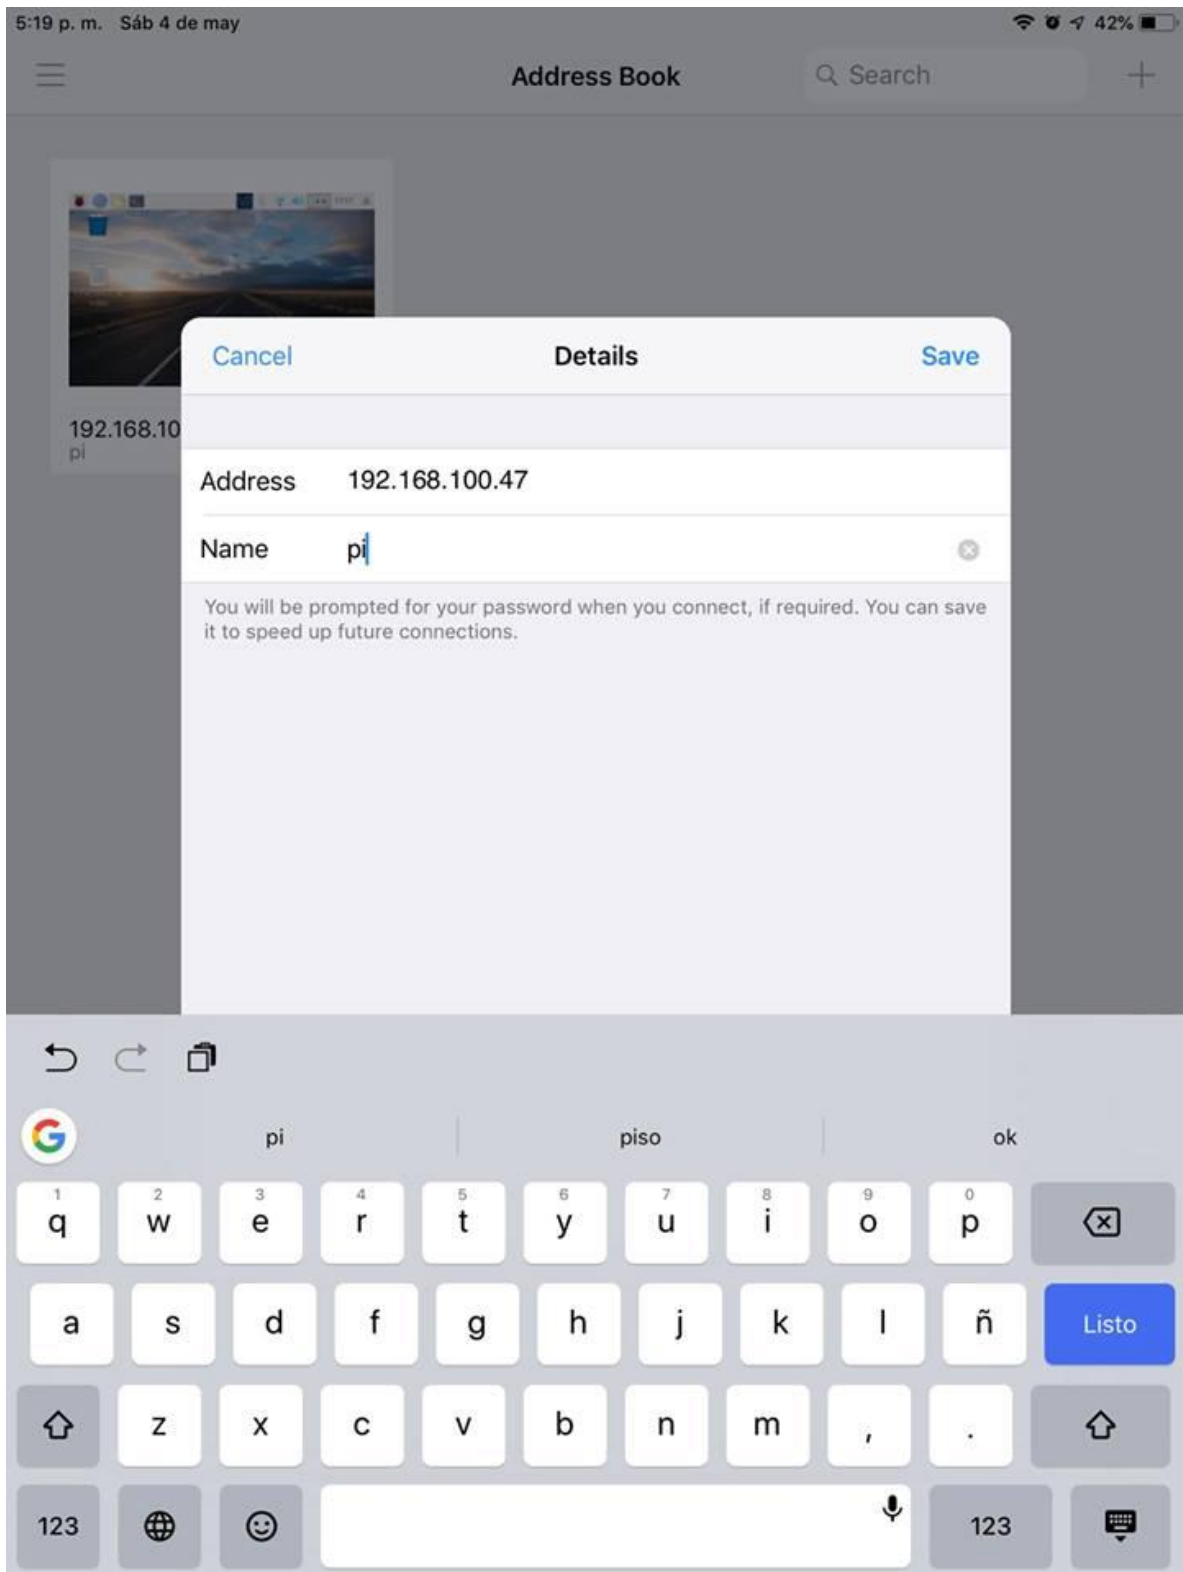 5:19 p. m. Sáb 4 de may 42%
Address Book Search
192.168.10
pi
Cancel Details Save
Address 192.168.100.47
Name pi
You will be prompted for your password when you connect, if required. You can save
it to speed up future connections.
G pi piso ok
1 2 3 4 5 6 7 8 9 0
q w e r t y u i o p
a s d f g h j k l ñ Listo
z x c v b n m , .
123 123